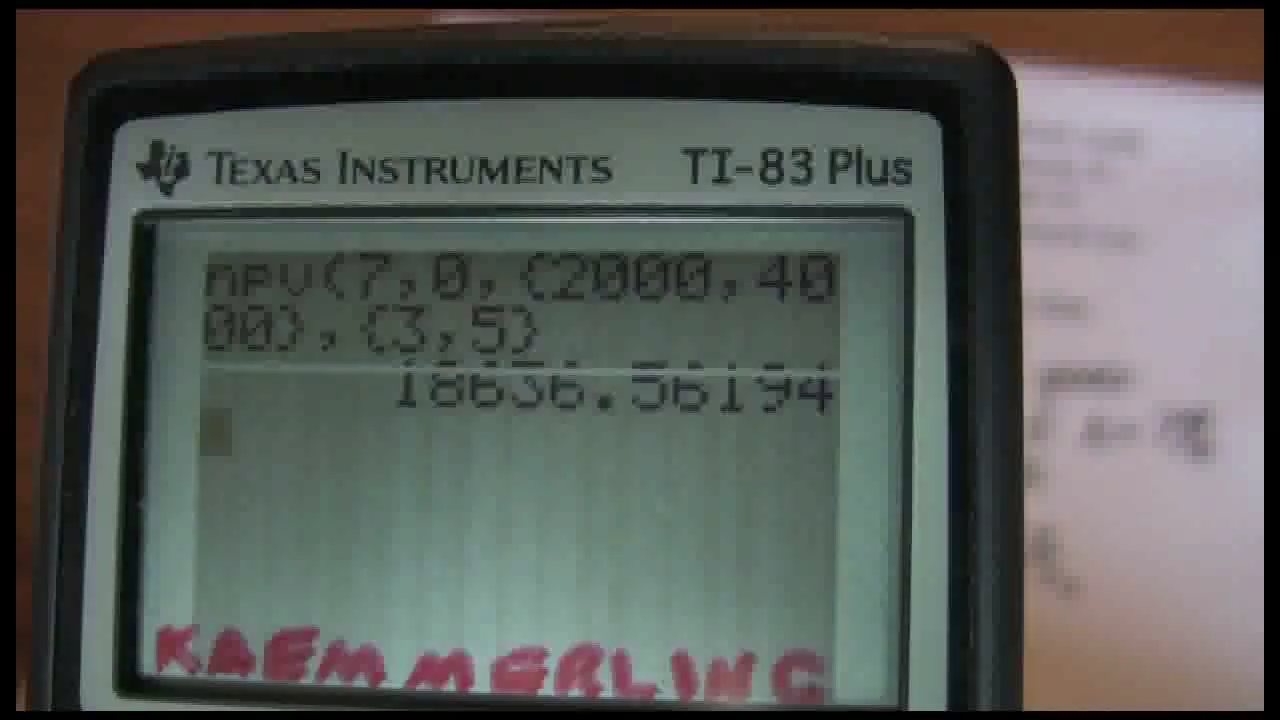 TEXAS INSTRUMENTS TI-83 Plus
npv(7,0,{2000,40
00},{3,5}
18636.56194
KAEMMERLING